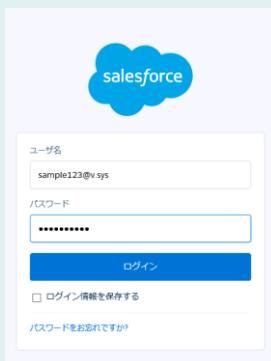 salesforce
ユーザ名
sample123@v.sys
パスワード
••••••••••
ログイン
ログイン情報を保存する
パスワードをお忘れですか?